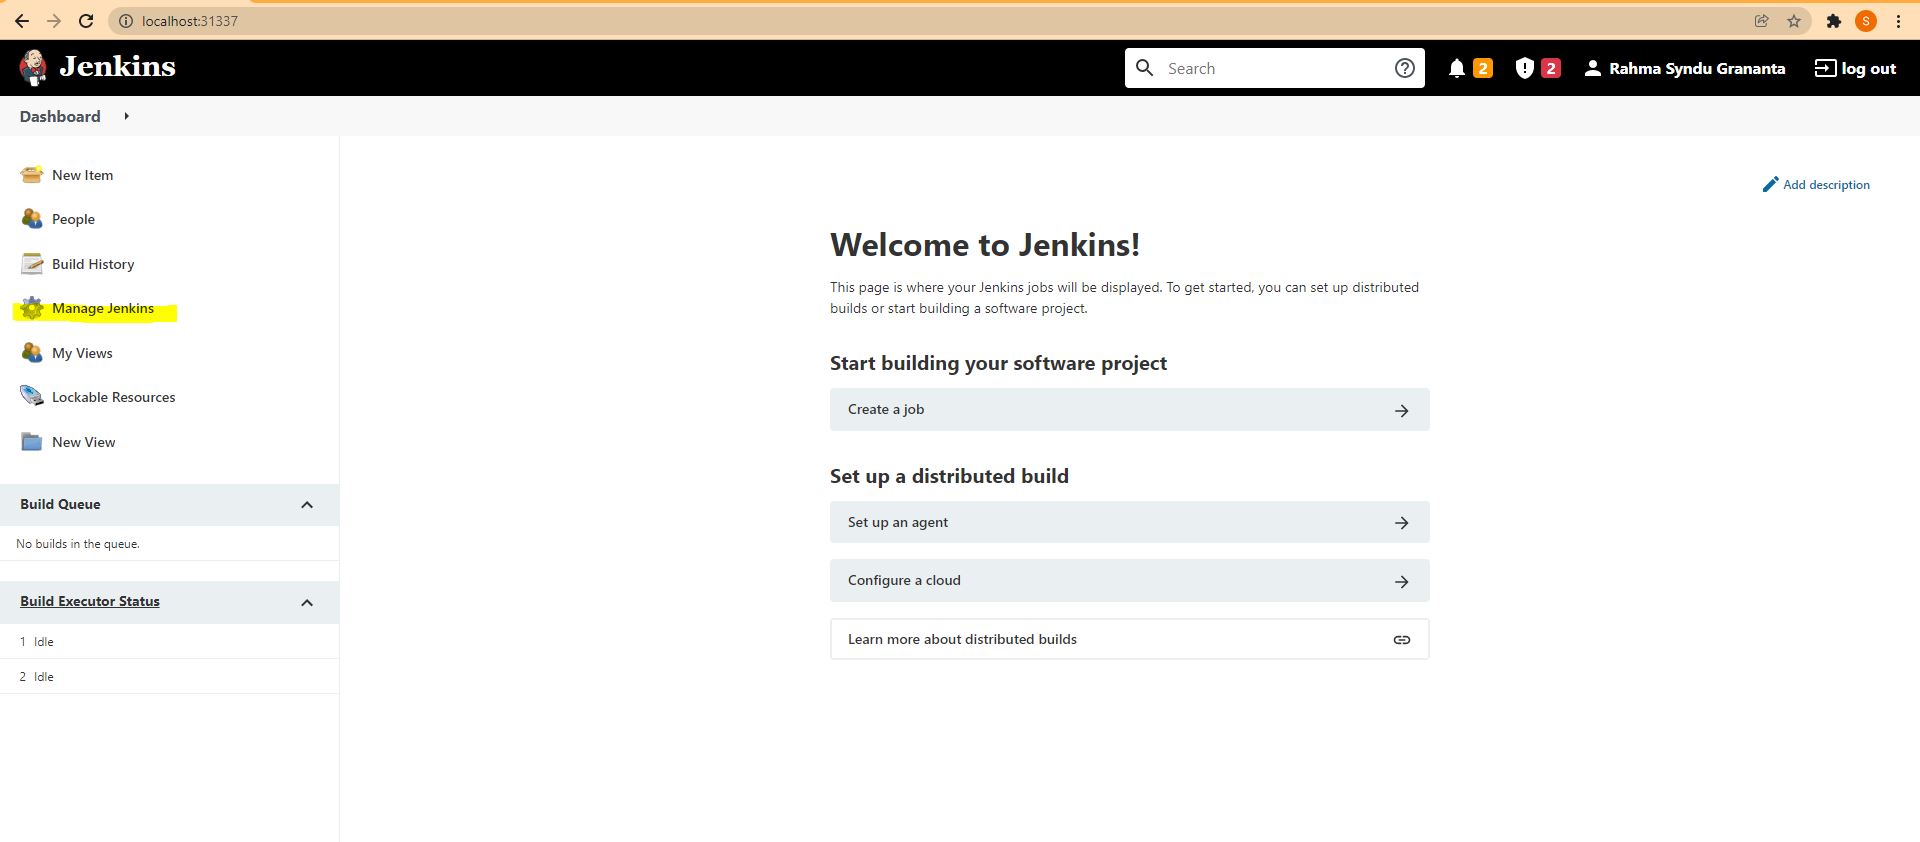 localhost:31337
S
Jenkins
Search
2
2
Rahma Syndu Grananta
log out
Dashboard
New Item
People
Build History
Manage Jenkins
My Views
Lockable Resources
New View
Build Queue
No builds in the queue.
Build Executor Status
1 Idle
2 Idle
Add description
Welcome to Jenkins!
This page is where your Jenkins jobs will be displayed. To get started, you can set up distributed
builds or start building a software project.
Start building your software project
Create a job
Set up a distributed build
Set up an agent
Configure a cloud
Learn more about distributed builds